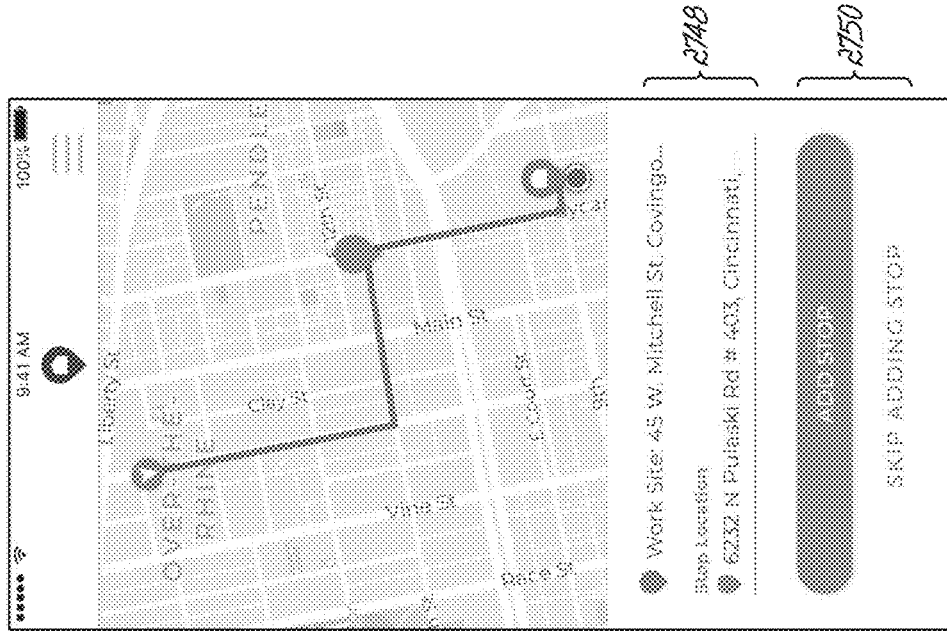 9:41 AM
100%
Liberty St
OVER-THE-
RHINE
PENDLE
Clay St
Main St
Vine St
Race St
E Court St
9th
Work Site: 45 W. Mitchell St. Covingo...
Stop Location
6232 N Pulaski Rd # 403, Cincinnati,...
ADD STOP
SKIP ADDING STOP
2748
2750